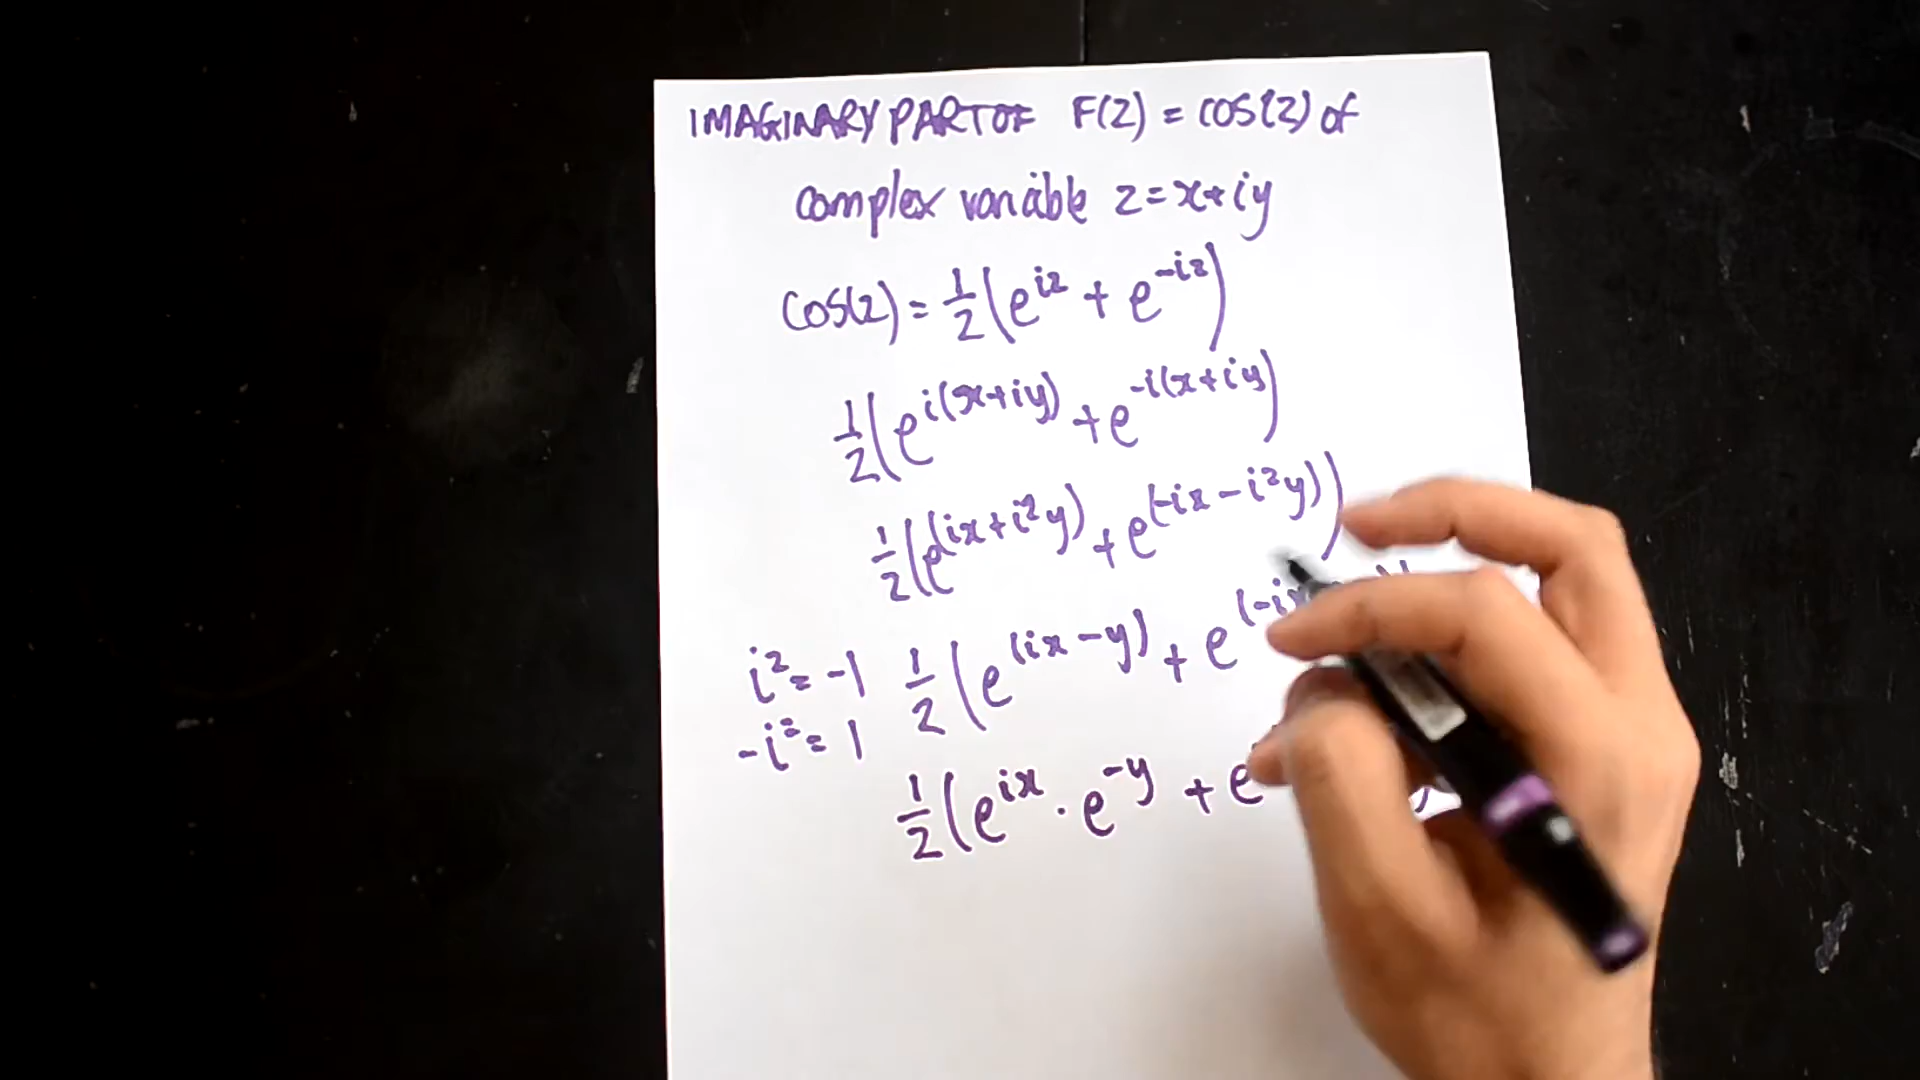 IMAGINARY PART OF F(Z) = COS(Z) of
complex variable z = x+iy
COS(z) = 1/2 (e^{iz} + e^{-iz})
1/2 (e^{i(x+iy)} + e^{-i(x+iy)})
1/2 (e^{(ix+i²y)} + e^{(-ix-i²y)})
i² = -1 1/2 (e^{(ix-y)} + e^{(-ix
-i² = 1
1/2 (e^{ix} · e^{-y} + e